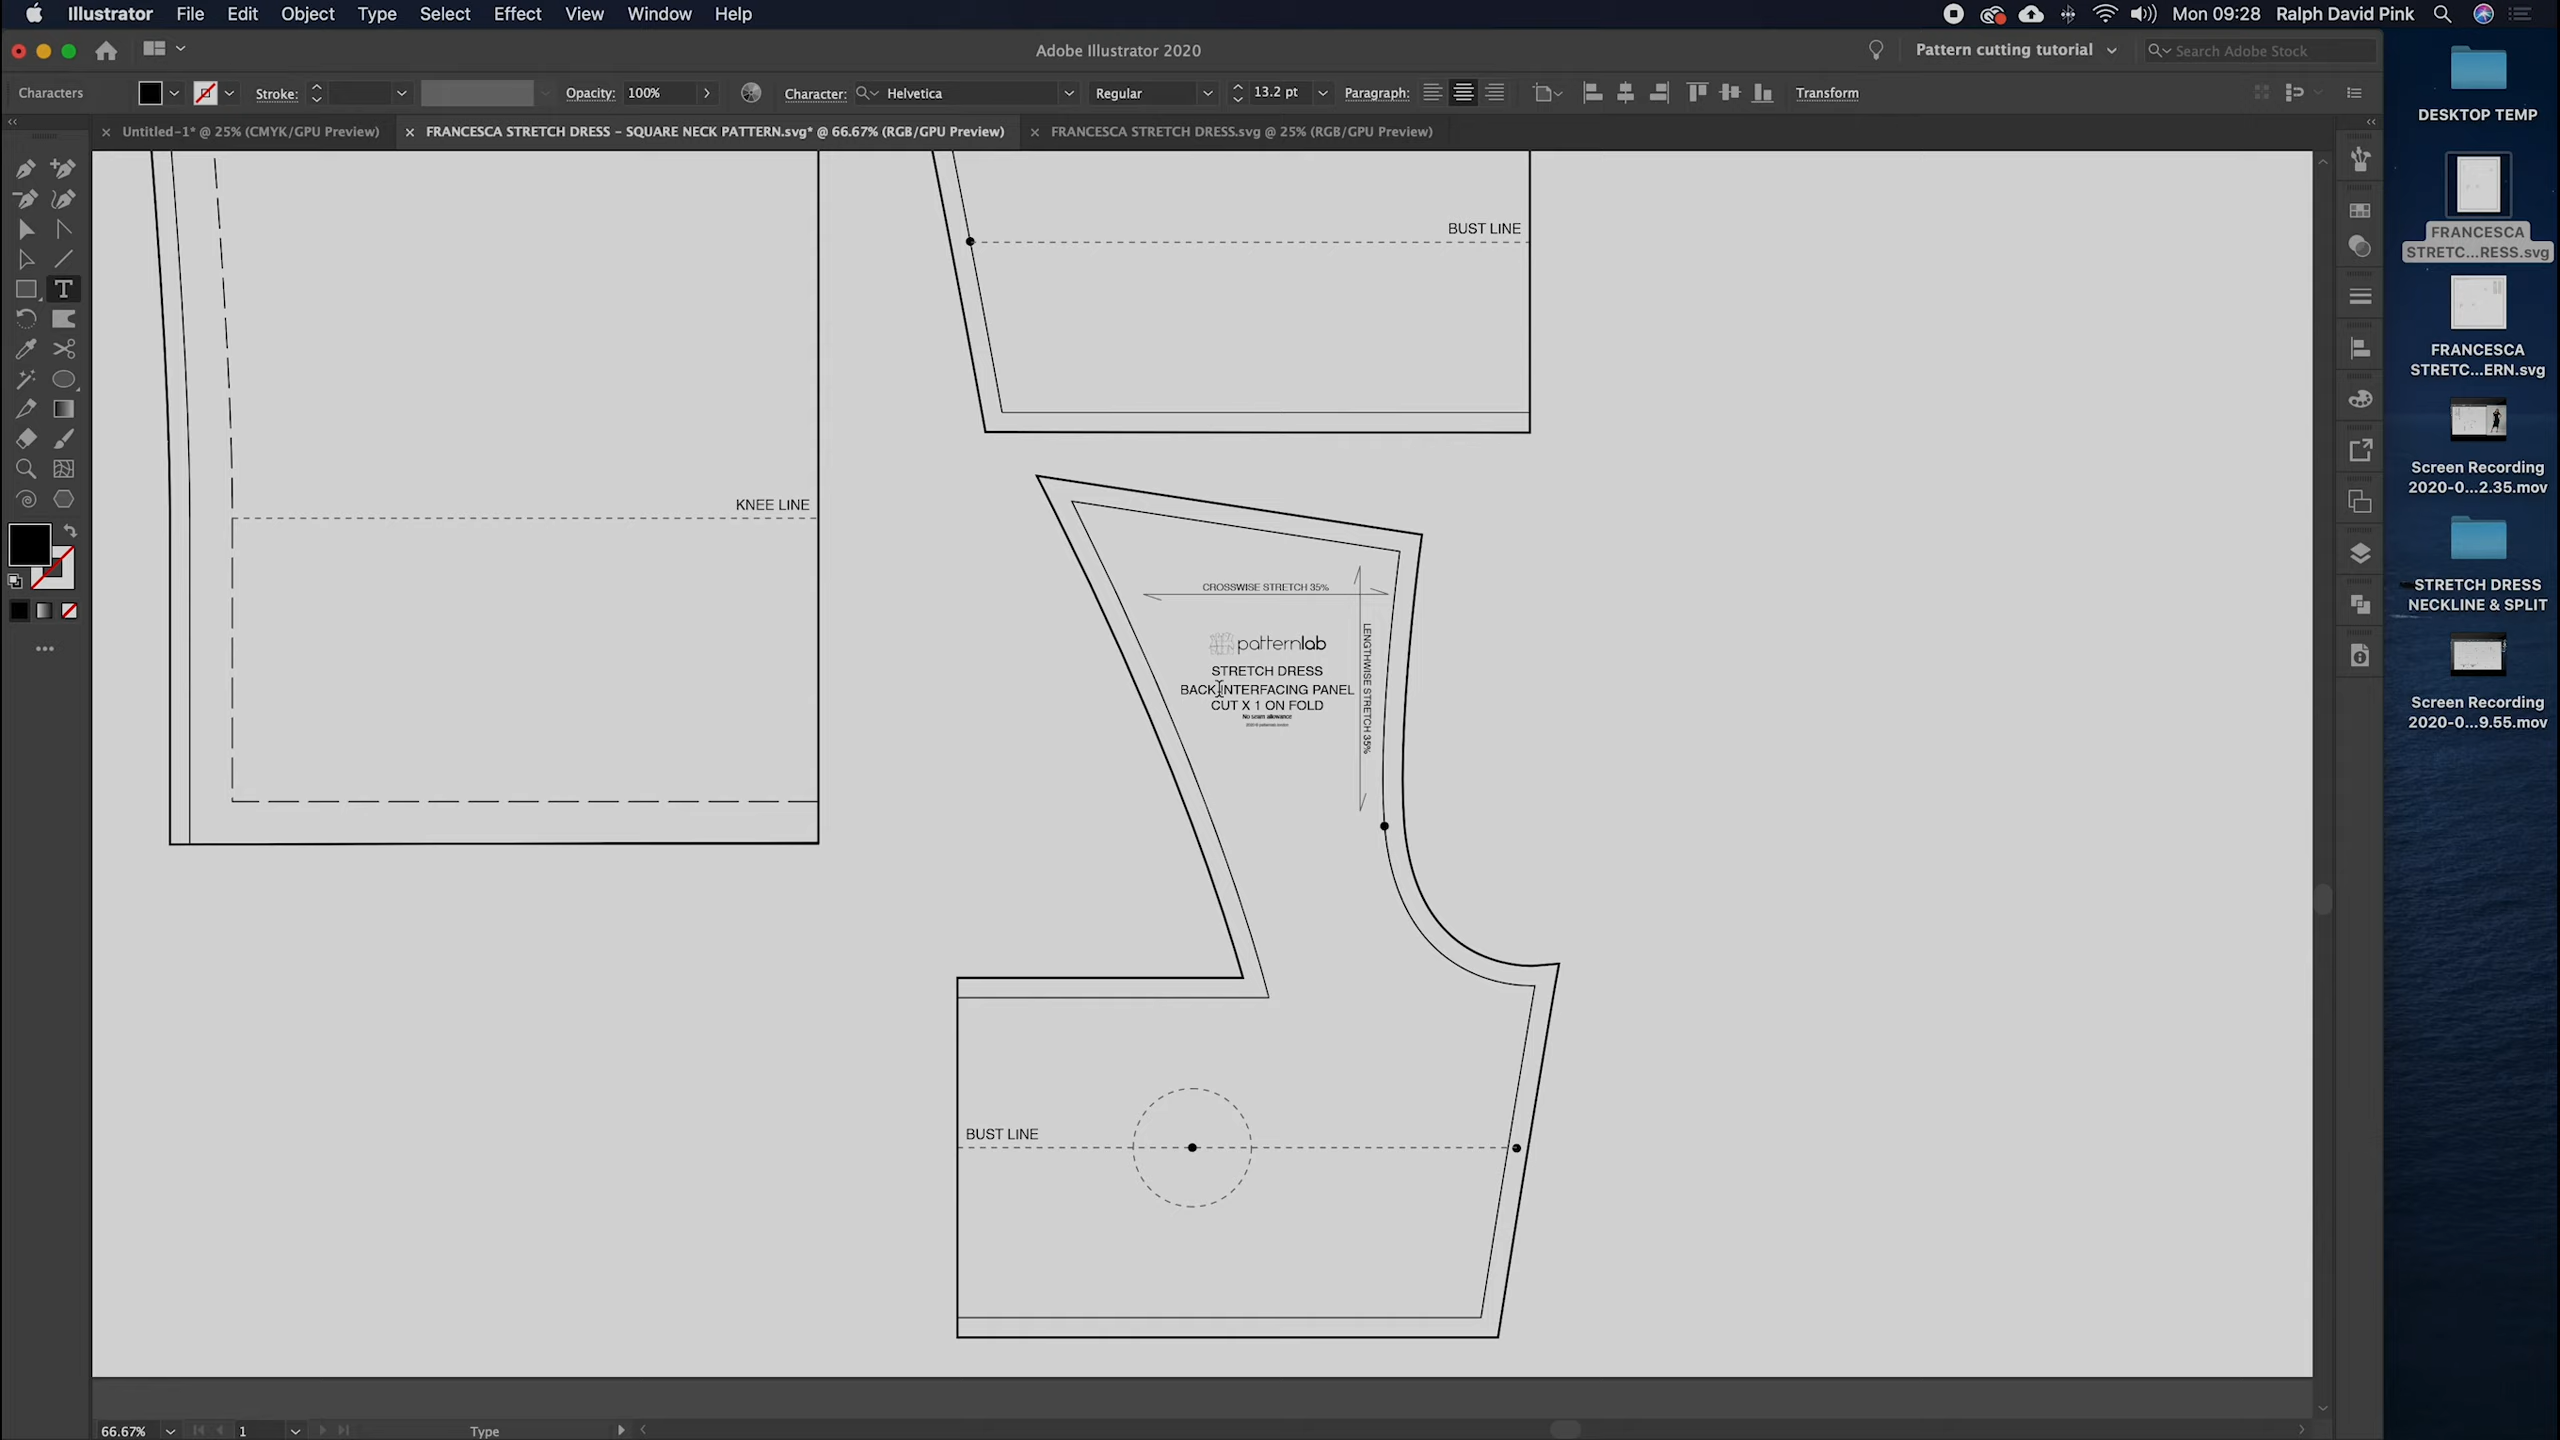 Illustrator File Edit Object Type Select Effect View Window Help
Mon 09:28 Ralph David Pink
Adobe Illustrator 2020
Pattern cutting tutorial
Search Adobe Stock
Characters
Stroke:
Opacity: 100%
Character: Helvetica
Regular
13.2 pt
Paragraph:
Transform
Untitled-1* @ 25% (CMYK/GPU Preview)
FRANCESCA STRETCH DRESS – SQUARE NECK PATTERN.svg* @ 66.67% (RGB/GPU Preview)
FRANCESCA STRETCH DRESS.svg @ 25% (RGB/GPU Preview)
BUST LINE
KNEE LINE
CROSSWISE STRETCH 35%
LENGTHWISE STRETCH 35%
patternlab
STRETCH DRESS
BACK INTERFACING PANEL
CUT X 1 ON FOLD
No seam allowance
BUST LINE
66.67%
1
Type
DESKTOP TEMP
FRANCESCA
STRETC...RESS.svg
FRANCESCA
STRETC...ERN.svg
Screen Recording
2020-0...2.35.mov
STRETCH DRESS
NECKLINE & SPLIT
Screen Recording
2020-0...9.55.mov